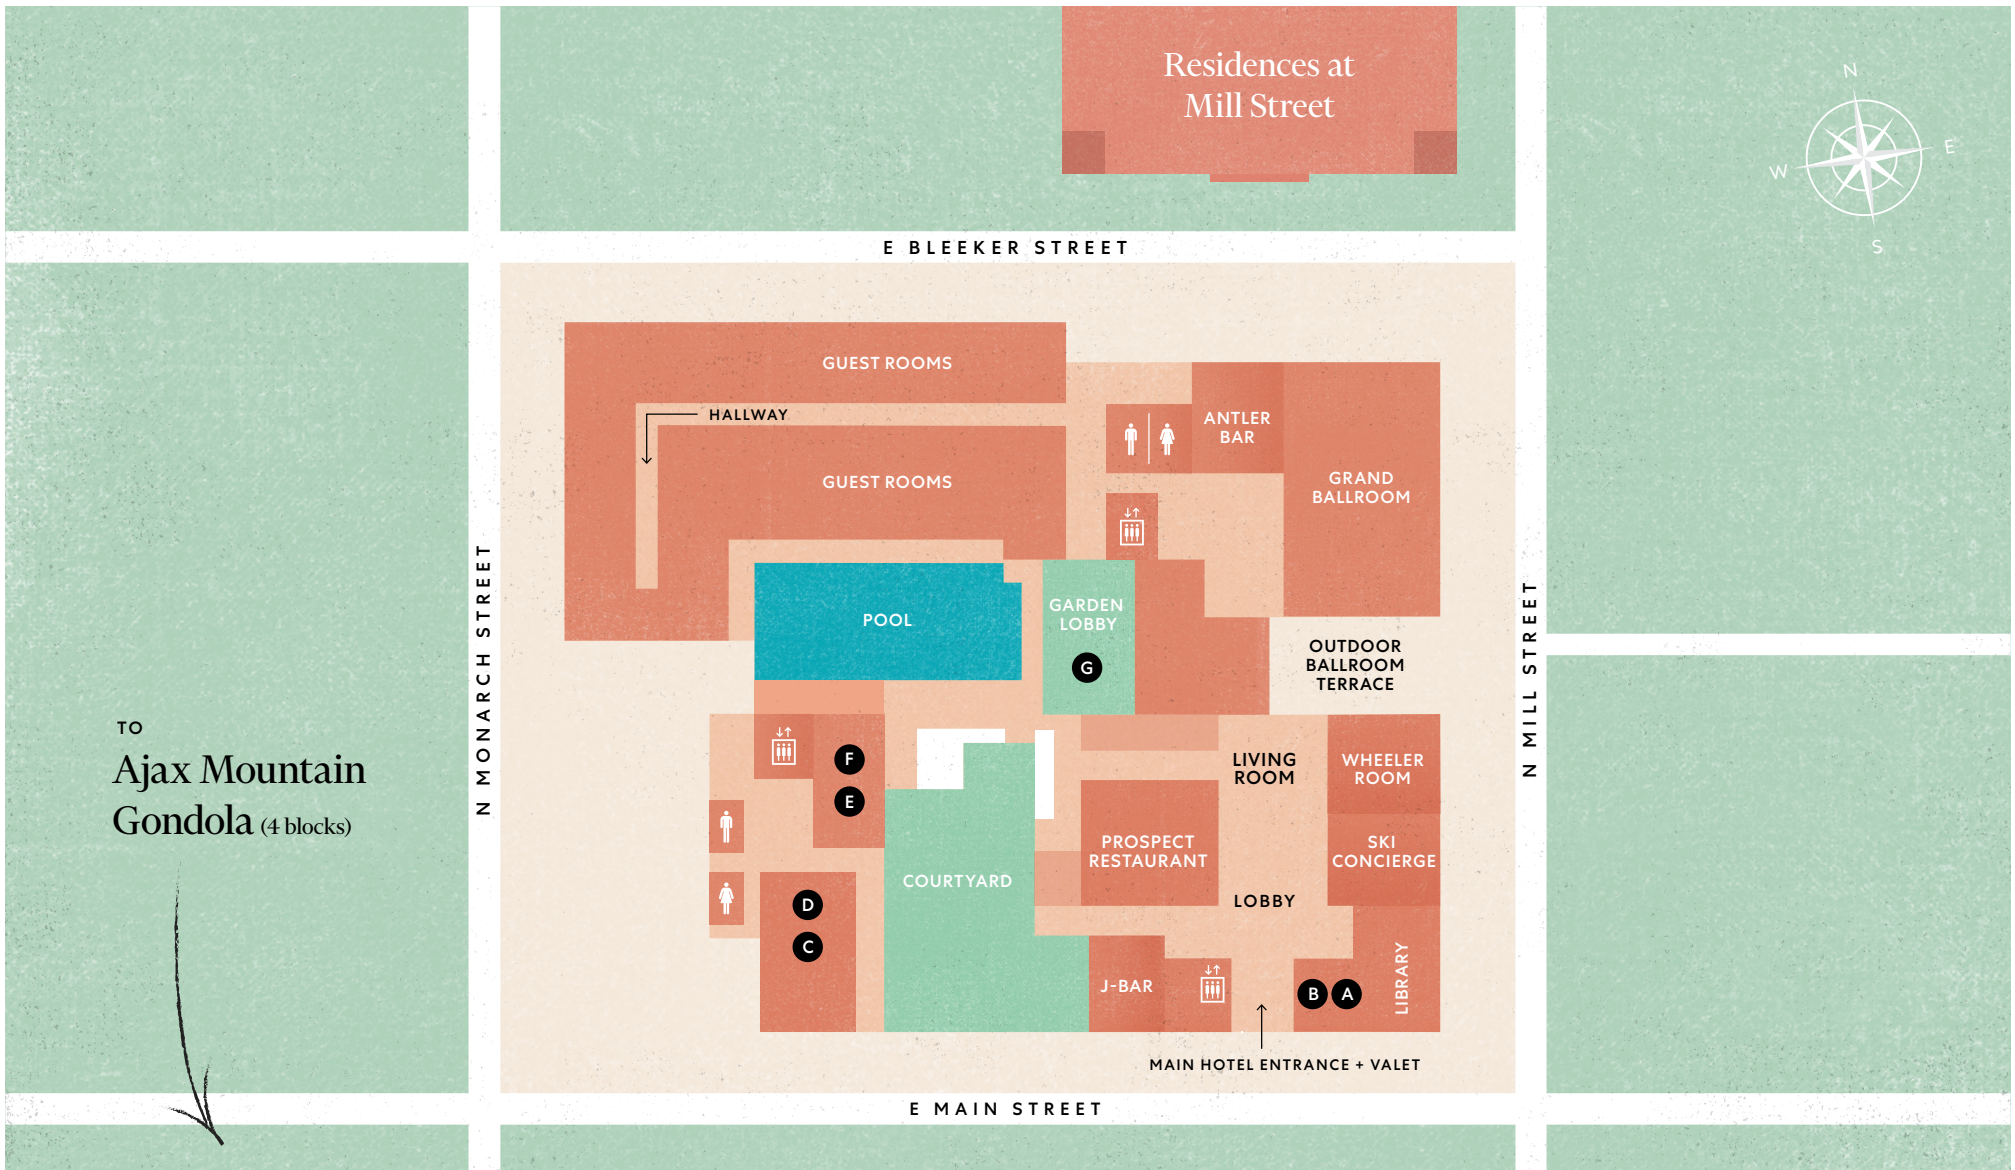 Residences at
Mill Street
N
E
W
S
E BLEEKER STREET
GUEST ROOMS
HALLWAY
ANTLER
BAR
GUEST ROOMS
GRAND
BALLROOM
N MONARCH STREET
N MILL STREET
POOL
GARDEN
LOBBY
G
OUTDOOR
BALLROOM
TERRACE
TO
Ajax Mountain
Gondola (4 blocks)
F
E
LIVING
ROOM
WHEELER
ROOM
PROSPECT
RESTAURANT
SKI
CONCIERGE
COURTYARD
D
C
LOBBY
J-BAR
B A
LIBRARY
MAIN HOTEL ENTRANCE + VALET
E MAIN STREET